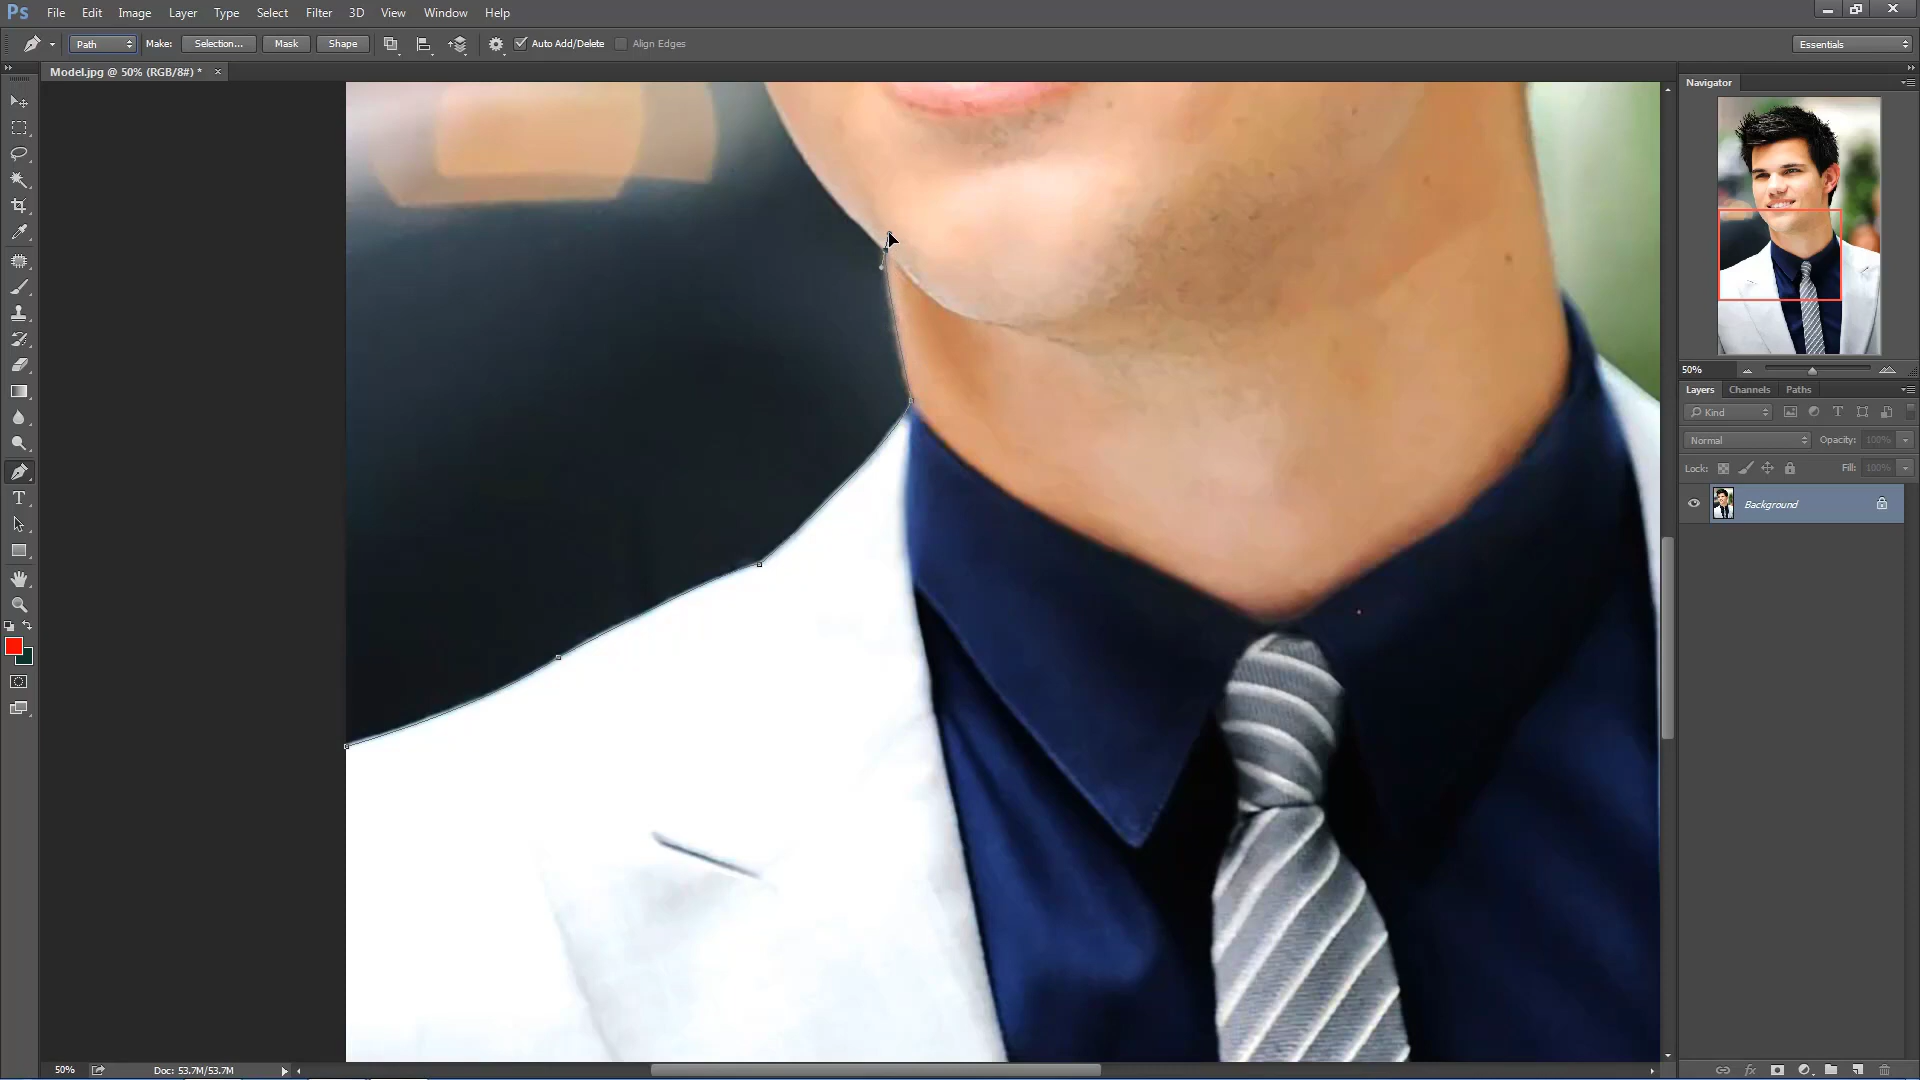 Ps File Edit Image Layer Type Select Filter 3D View Window Help
Path Make: Selection... Mask Shape Auto Add/Delete Align Edges Essentials
Model.jpg @ 50% (RGB/8#) * ×
Navigator
50%
Layers Channels Paths
Kind
Normal Opacity: 100%
Lock: Fill: 100%
Background
50% Doc: 53.7M/53.7M